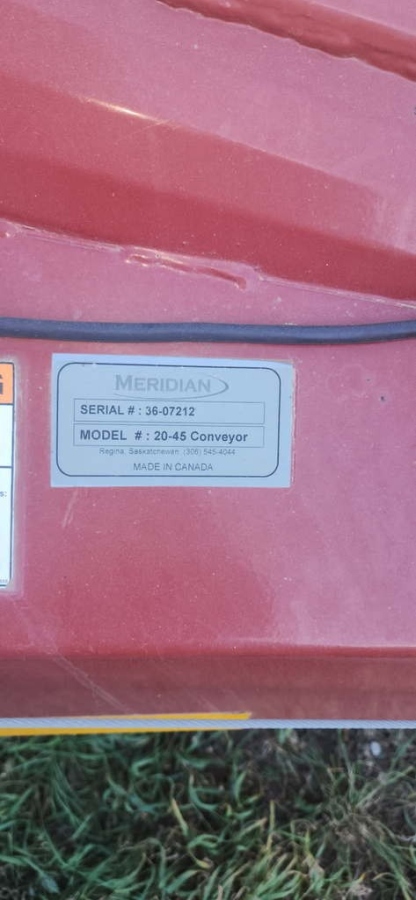 MERIDIAN
SERIAL # : 36-07212
MODEL # : 20-45 Conveyor
Regina, Saskatchewan (306) 545-4044
MADE IN CANADA
G
s: